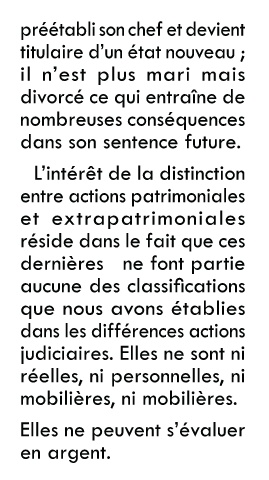 préétabli son chef et devient
titulaire d'un état nouveau ;
il n'est plus mari mais
divorcé ce qui entraîne de
nombreuses conséquences
dans son sentence future.
L'intérêt de la distinction
entre actions patrimoniales
et extrapatrimoniales
réside dans le fait que ces
dernières ne font partie
aucune des classifications
que nous avons établies
dans les différences actions
judiciaires. Elles ne sont ni
réelles, ni personnelles, ni
mobilières, ni mobilières.
Elles ne peuvent s'évaluer
en argent.